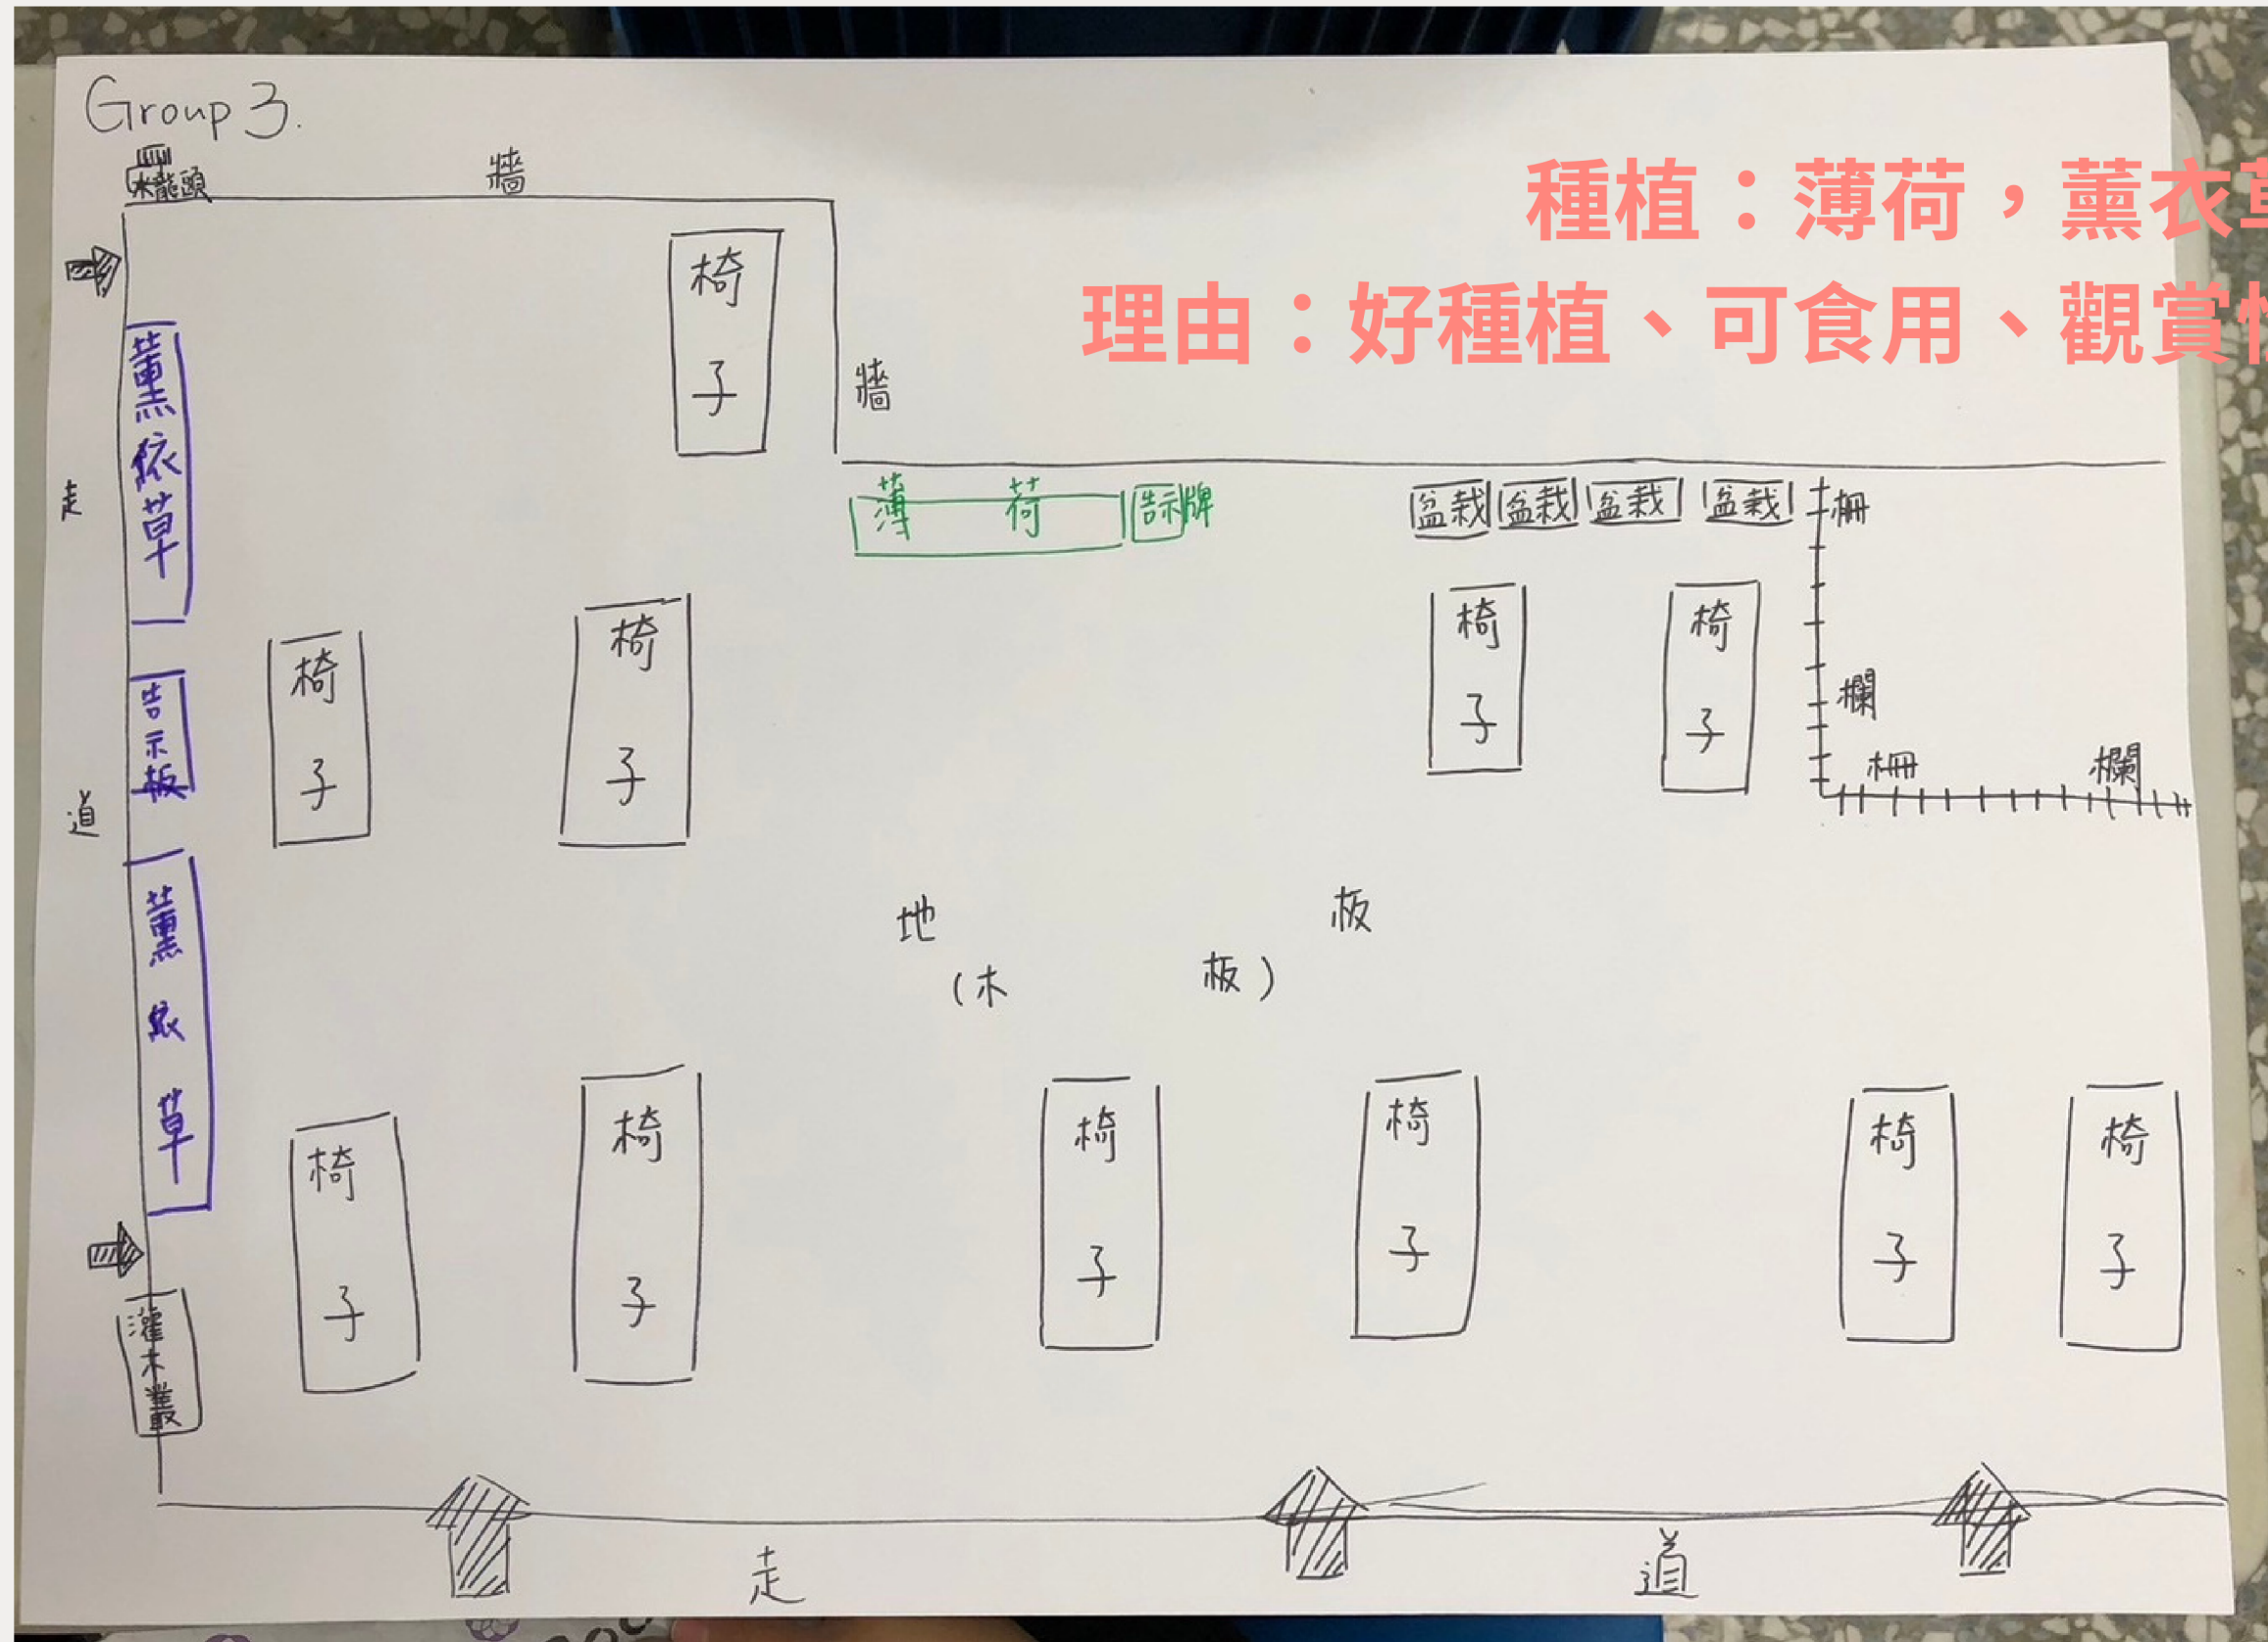 Group 3.
水龍頭
牆
種植：薄荷，薰衣
理由：好種植、可食用、觀賞
椅子
牆
薰依草
走道
薄荷
告示牌
盆栽
盆栽
盆栽
盆栽
柵欄
柵欄
椅子
椅子
椅子
椅子
告示板
薰依草
地板
(木板)
椅子
椅子
椅子
椅子
椅子
椅子
灌木叢
走道